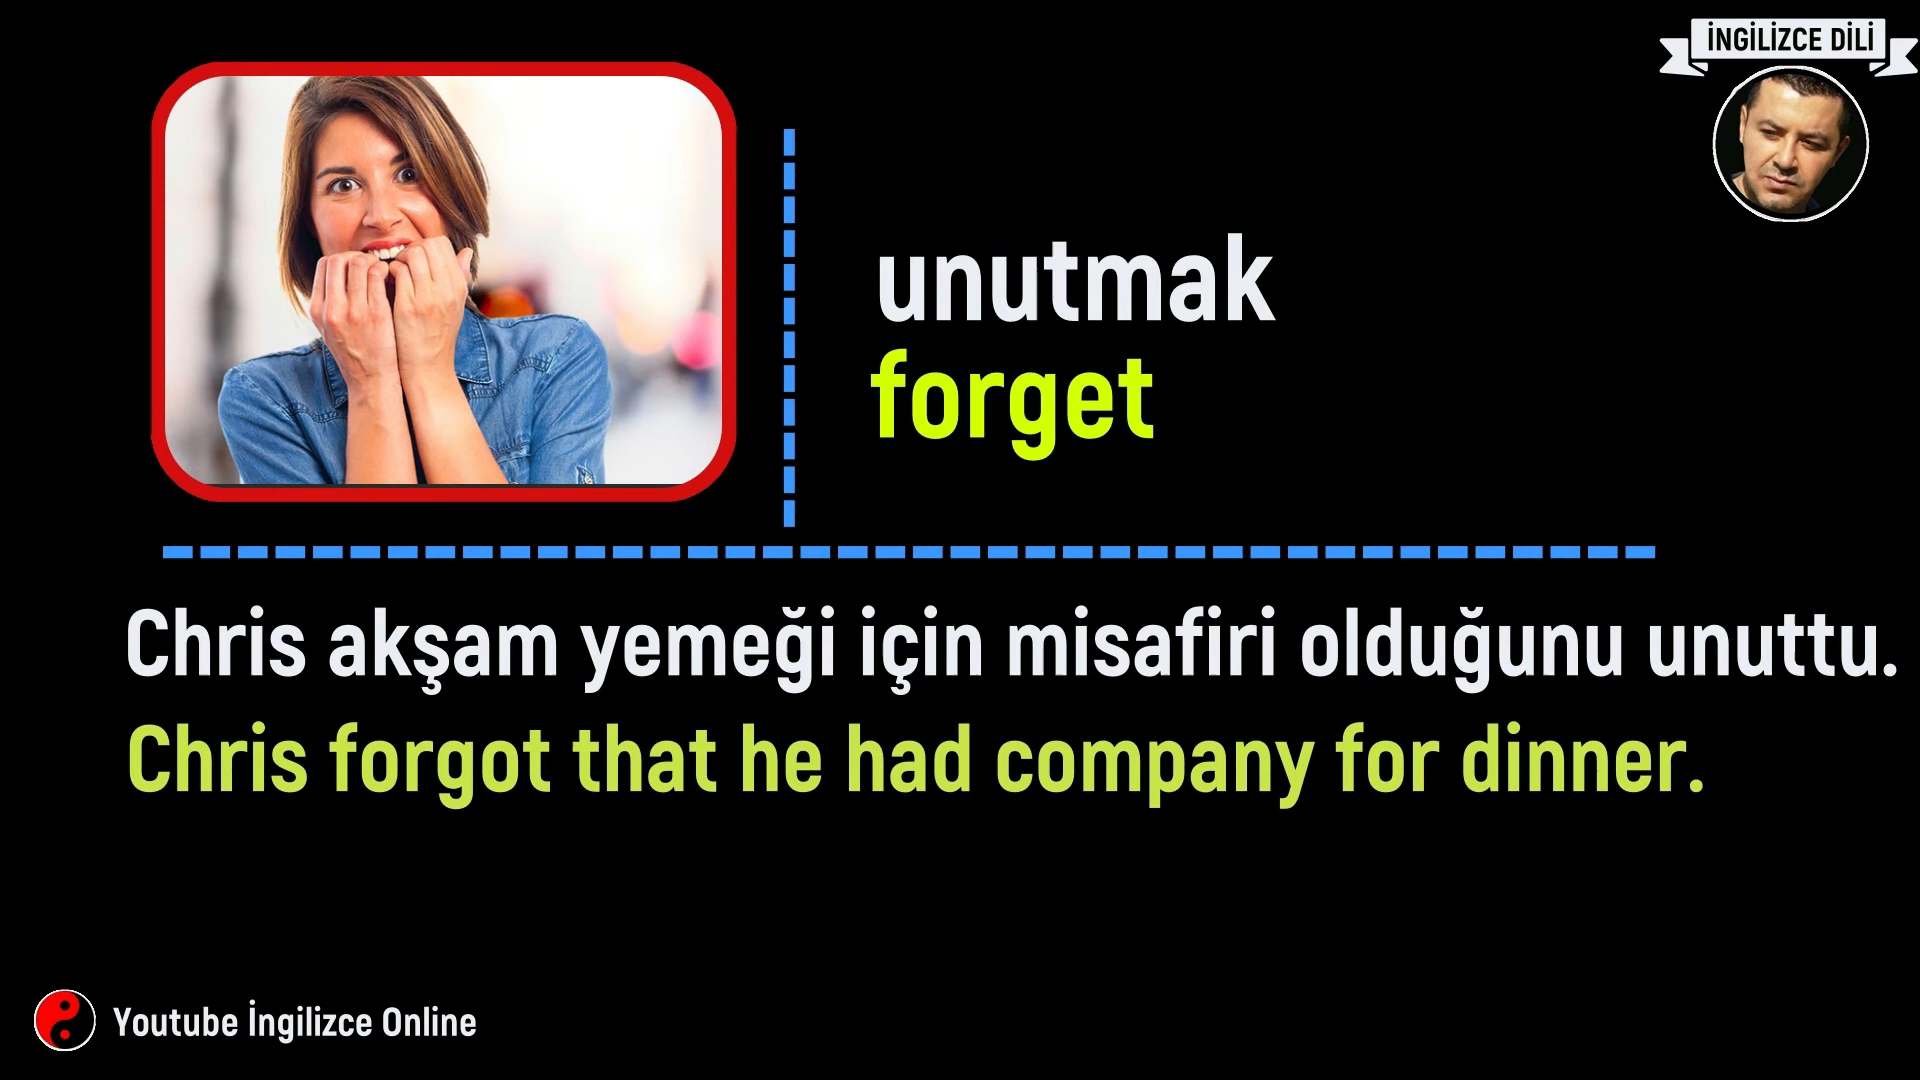 İNGİLİZCE DİLİ
unutmak
forget
Chris akşam yemeği için misafiri olduğunu unuttu.
Chris forgot that he had company for dinner.
Youtube İngilizce Online